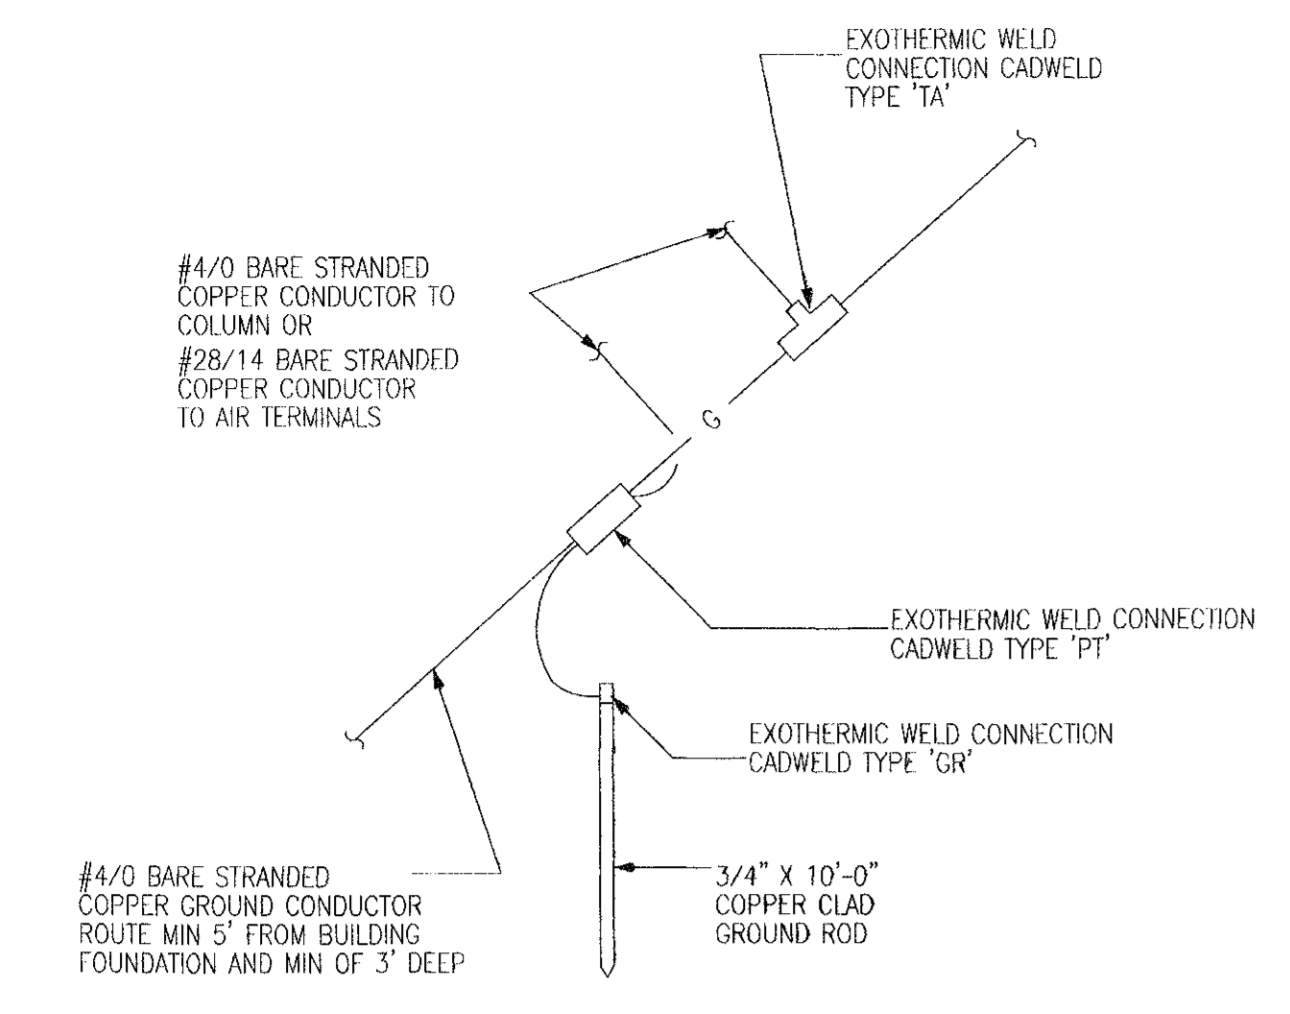 EXOTHERMIC WELD
CONNECTION CADWELD
TYPE 'TA'
#4/0 BARE STRANDED
COPPER CONDUCTOR TO
COLUMN OR
#28/14 BARE STRANDED
COPPER CONDUCTOR
TO AIR TERMINALS
G
EXOTHERMIC WELD CONNECTION
CADWELD TYPE 'PT'
EXOTHERMIC WELD CONNECTION
CADWELD TYPE 'GR'
#4/0 BARE STRANDED
COPPER GROUND CONDUCTOR
ROUTE MIN 5' FROM BUILDING
FOUNDATION AND MIN OF 3' DEEP
3/4" X 10'-0"
COPPER CLAD
GROUND ROD